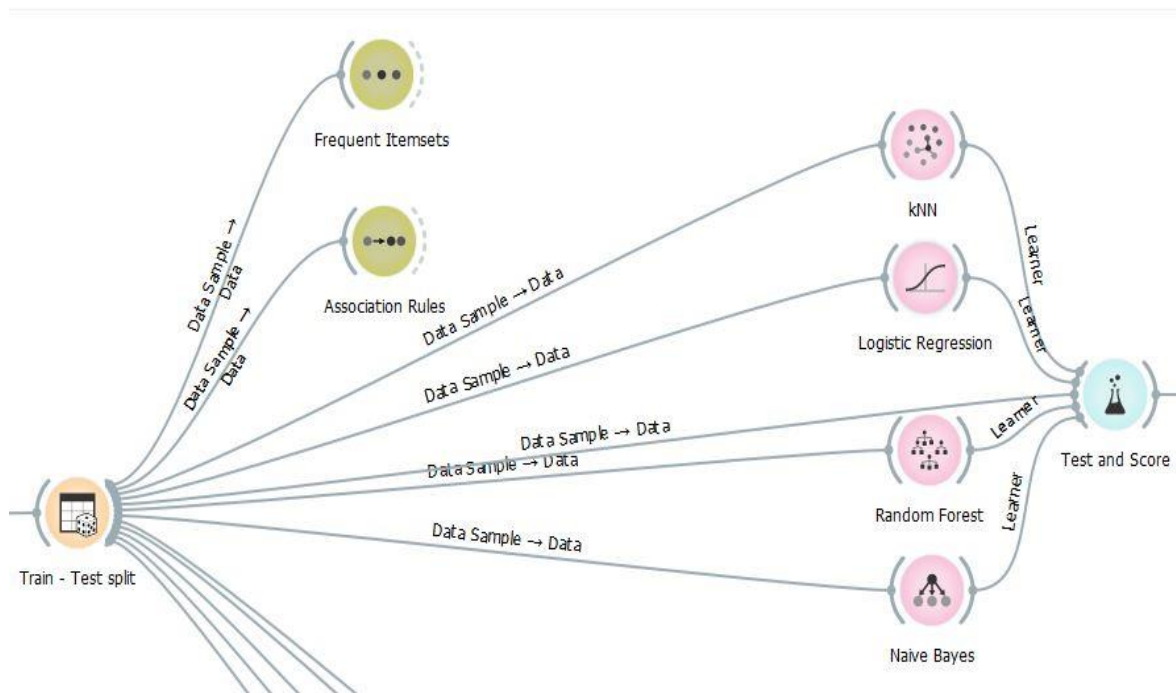 Frequent Itemsets
Data Sample →
Data
Association Rules
Data Sample →
Data
kNN
Data Sample → Data
Learner
Logistic Regression
Data Sample → Data
Learner
Data Sample → Data
Learner
Data Sample → Data
Random Forest
Test and Score
Train - Test split
Data Sample → Data
Learner
Naive Bayes